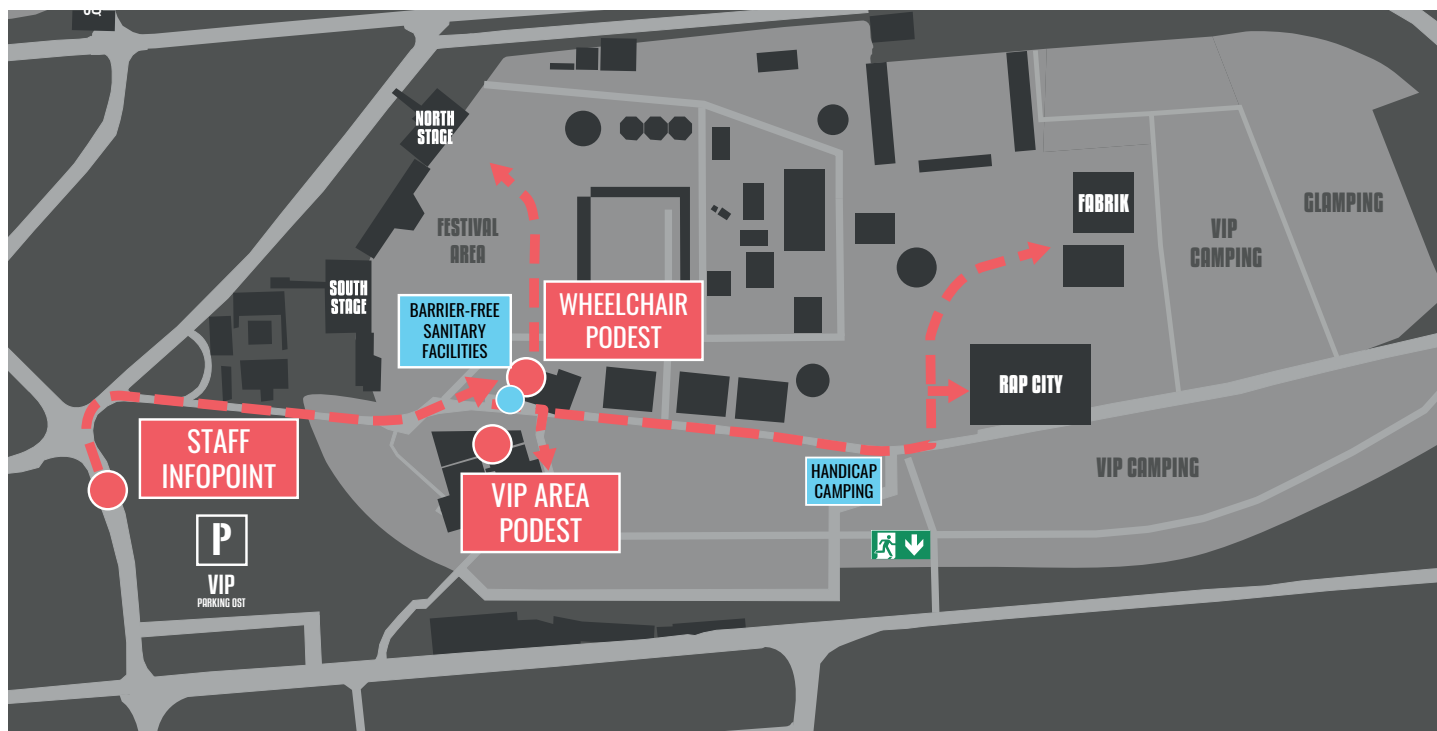 NORTH
STAGE
FESTIVAL
AREA
SOUTH
STAGE
BARRIER-FREE
SANITARY
FACILITIES
WHEELCHAIR
PODEST
FABRIK
VIP
CAMPING
GLAMPING
RAP CITY
STAFF
INFOPOINT
VIP AREA
PODEST
HANDICAP
CAMPING
VIP CAMPING
P
VIP
PARKING OST